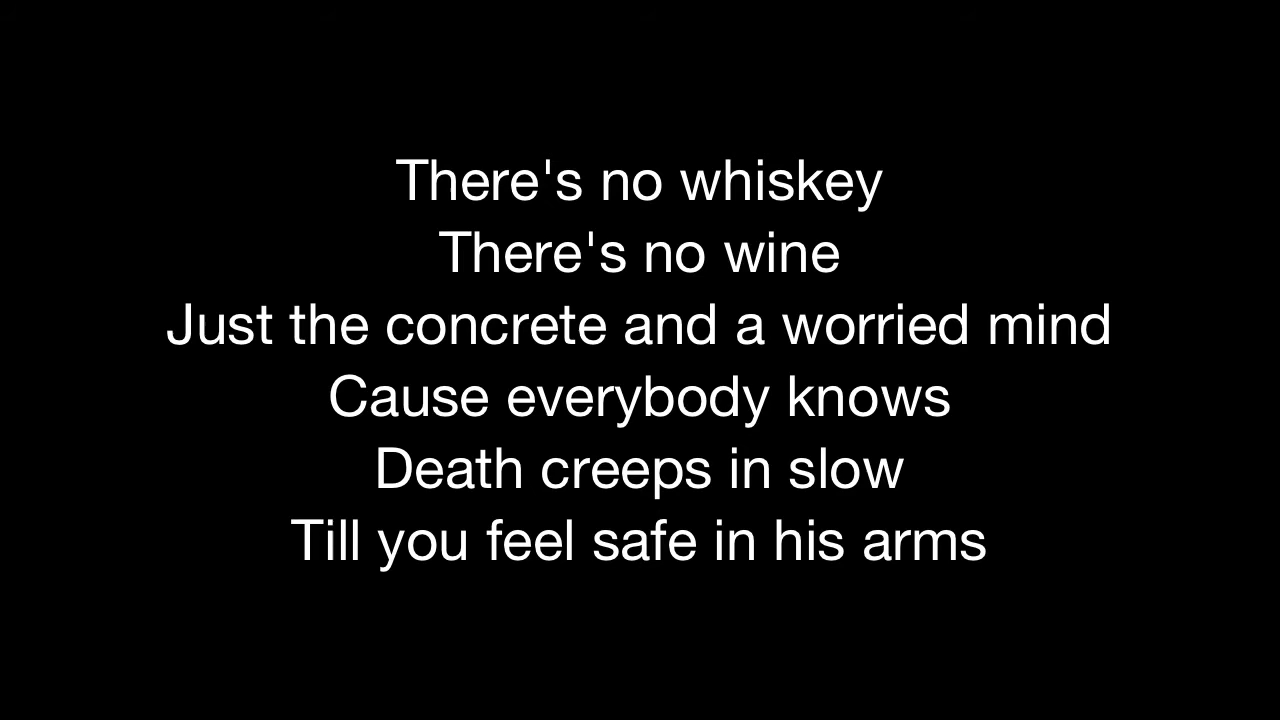 There's no whiskey
There's no wine
Just the concrete and a worried mind
Cause everybody knows
Death creeps in slow
Till you feel safe in his arms